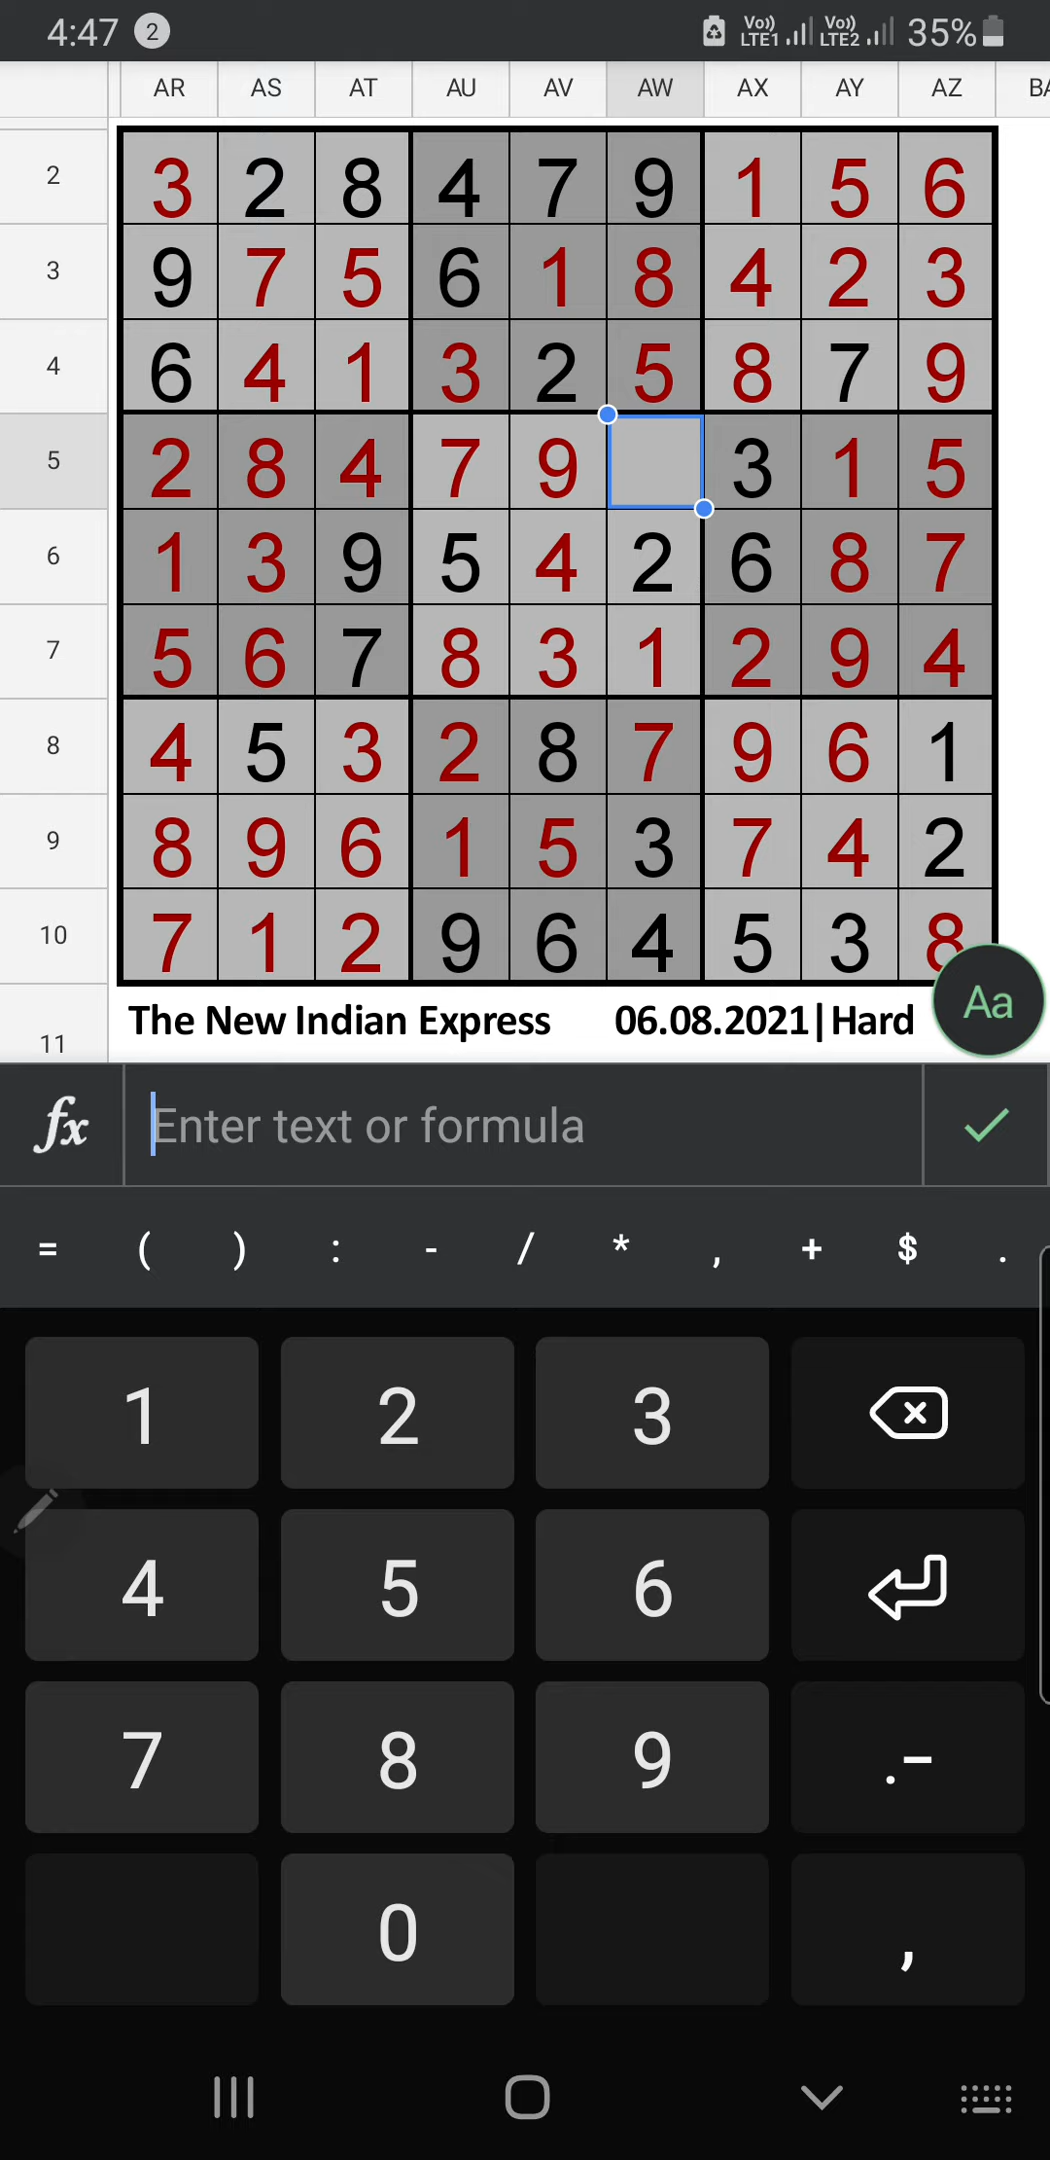 4:47 2 Vo)) LTE1 Vo)) LTE2 35%
AR AS AT AU AV AW AX AY AZ
2 3 2 8 4 7 9 1 5 6
3 9 7 5 6 1 8 4 2 3
4 6 4 1 3 2 5 8 7 9
5 2 8 4 7 9 3 1 5
6 1 3 9 5 4 2 6 8 7
7 5 6 7 8 3 1 2 9 4
8 4 5 3 2 8 7 9 6 1
9 8 9 6 1 5 3 7 4 2
10 7 1 2 9 6 4 5 3 8
11 The New Indian Express 06.08.2021|Hard Aa
fx Enter text or formula
= ( ) : - / * , + $ .
1 2 3
4 5 6
7 8 9 .-
0 ,